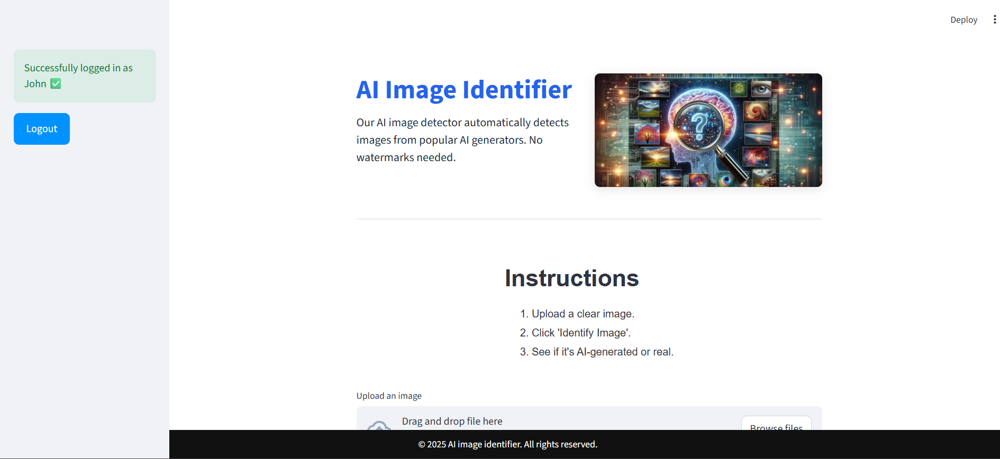 Deploy
Successfully logged in as
John ✅
Logout
AI Image Identifier
Our AI image detector automatically detects
images from popular AI generators. No
watermarks needed.
?
Instructions
1. Upload a clear image.
2. Click 'Identify Image'.
3. See if it's AI-generated or real.
Upload an image
Drag and drop file here
Browse files
© 2025 AI image identifier. All rights reserved.